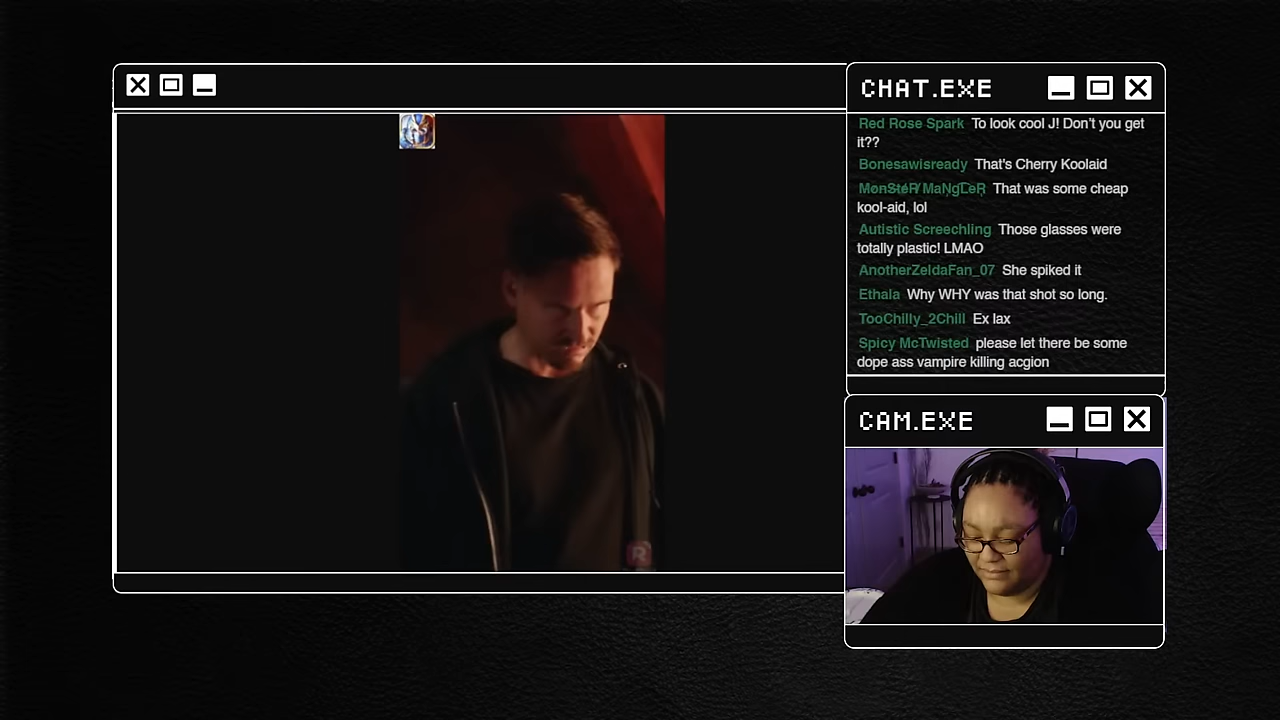 CHAT.EXE
Red Rose Spark To look cool J! Don't you get
it??
Bonesawisready That's Cherry Koolaid
MonSteR MaNgLeR That was some cheap
kool-aid, lol
Autistic Screechling Those glasses were
totally plastic! LMAO
AnotherZeldaFan_07 She spiked it
Ethala Why WHY was that shot so long.
TooChilly_2Chill Ex lax
Spicy McTwisted please let there be some
dope ass vampire killing acgion
CAM.EXE
R